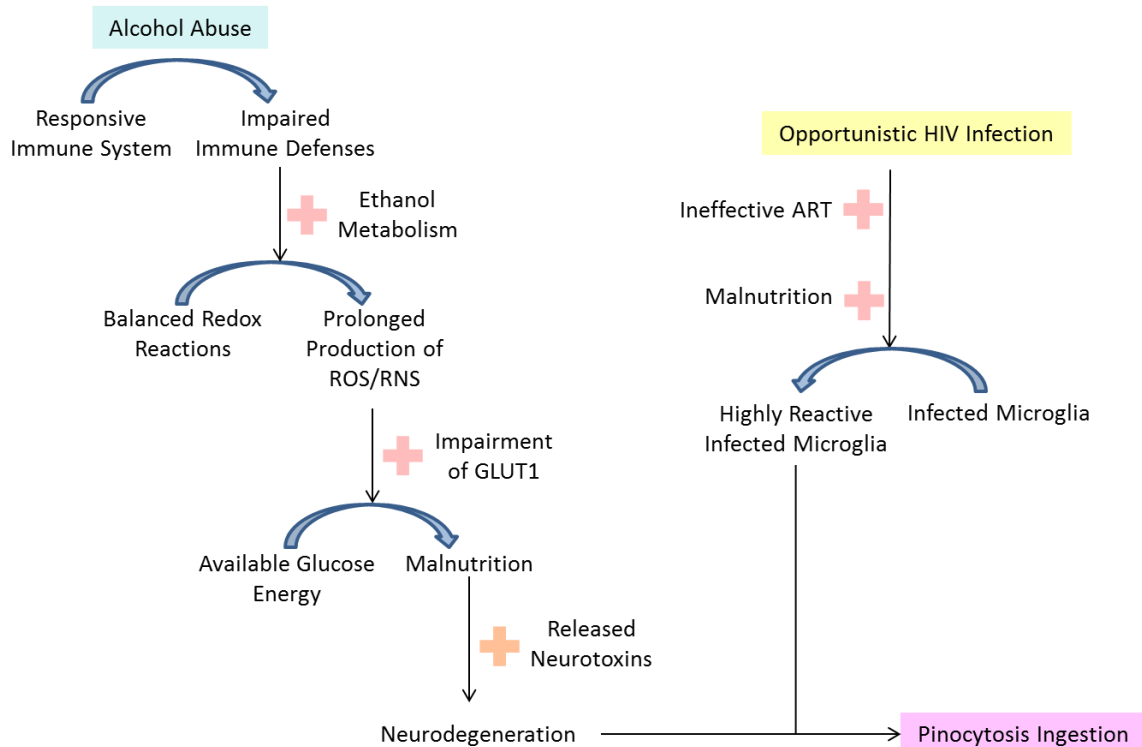 Alcohol Abuse
Responsive
Immune System
Impaired
Immune Defenses
Ethanol
Metabolism
Balanced Redox
Reactions
Prolonged
Production of
ROS/RNS
Impairment
of GLUT1
Available Glucose
Energy
Malnutrition
Released
Neurotoxins
Neurodegeneration
Opportunistic HIV Infection
Ineffective ART
Malnutrition
Highly Reactive
Infected Microglia
Infected Microglia
Pinocytosis Ingestion